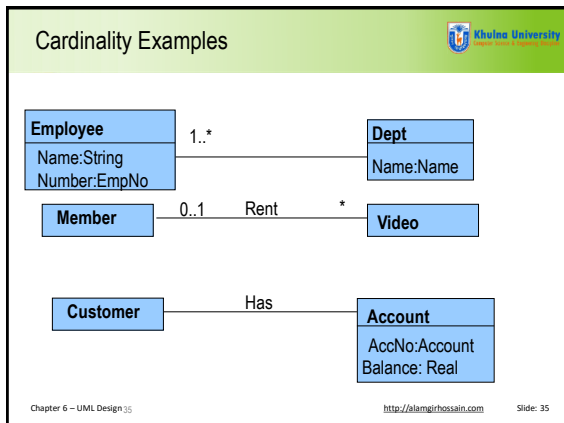 Cardinality Examples
Khulna University
Employee
1..*
Dept
Name:String
Number:EmpNo
Name:Name
Member
0..1
Rent
*
Video
Customer
Has
Account
AccNo:Account
Balance: Real
Chapter 6 – UML Design 35
http://alamgirhossain.com
Slide: 35